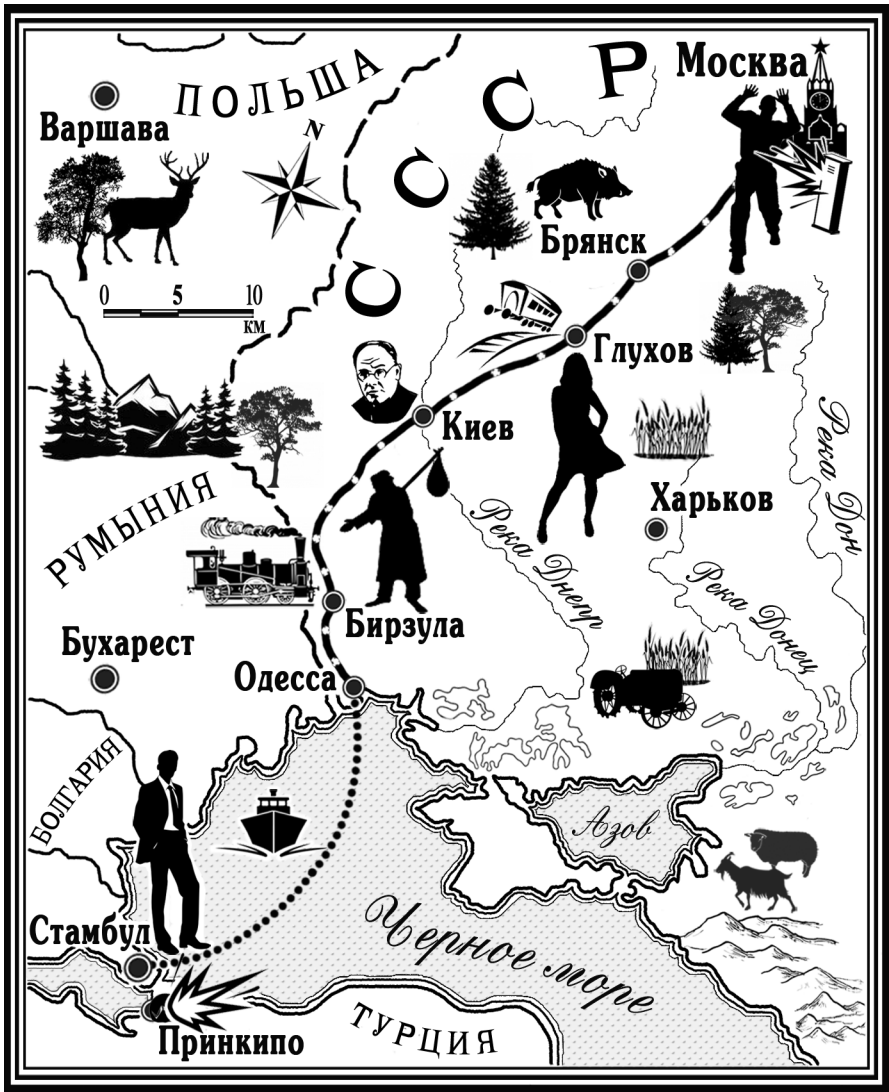 ПОЛЬША
Варшава
N
СССР
Москва
Брянск
0 5 10
км
Глухов
Киев
Река Дон
РУМЫНИЯ
Харьков
Река Днепр
Река Донец
Бирзула
Бухарест
Одесса
БОЛГАРИЯ
Азов
Стамбул
Черное море
Принкипо
ТУРЦИЯ